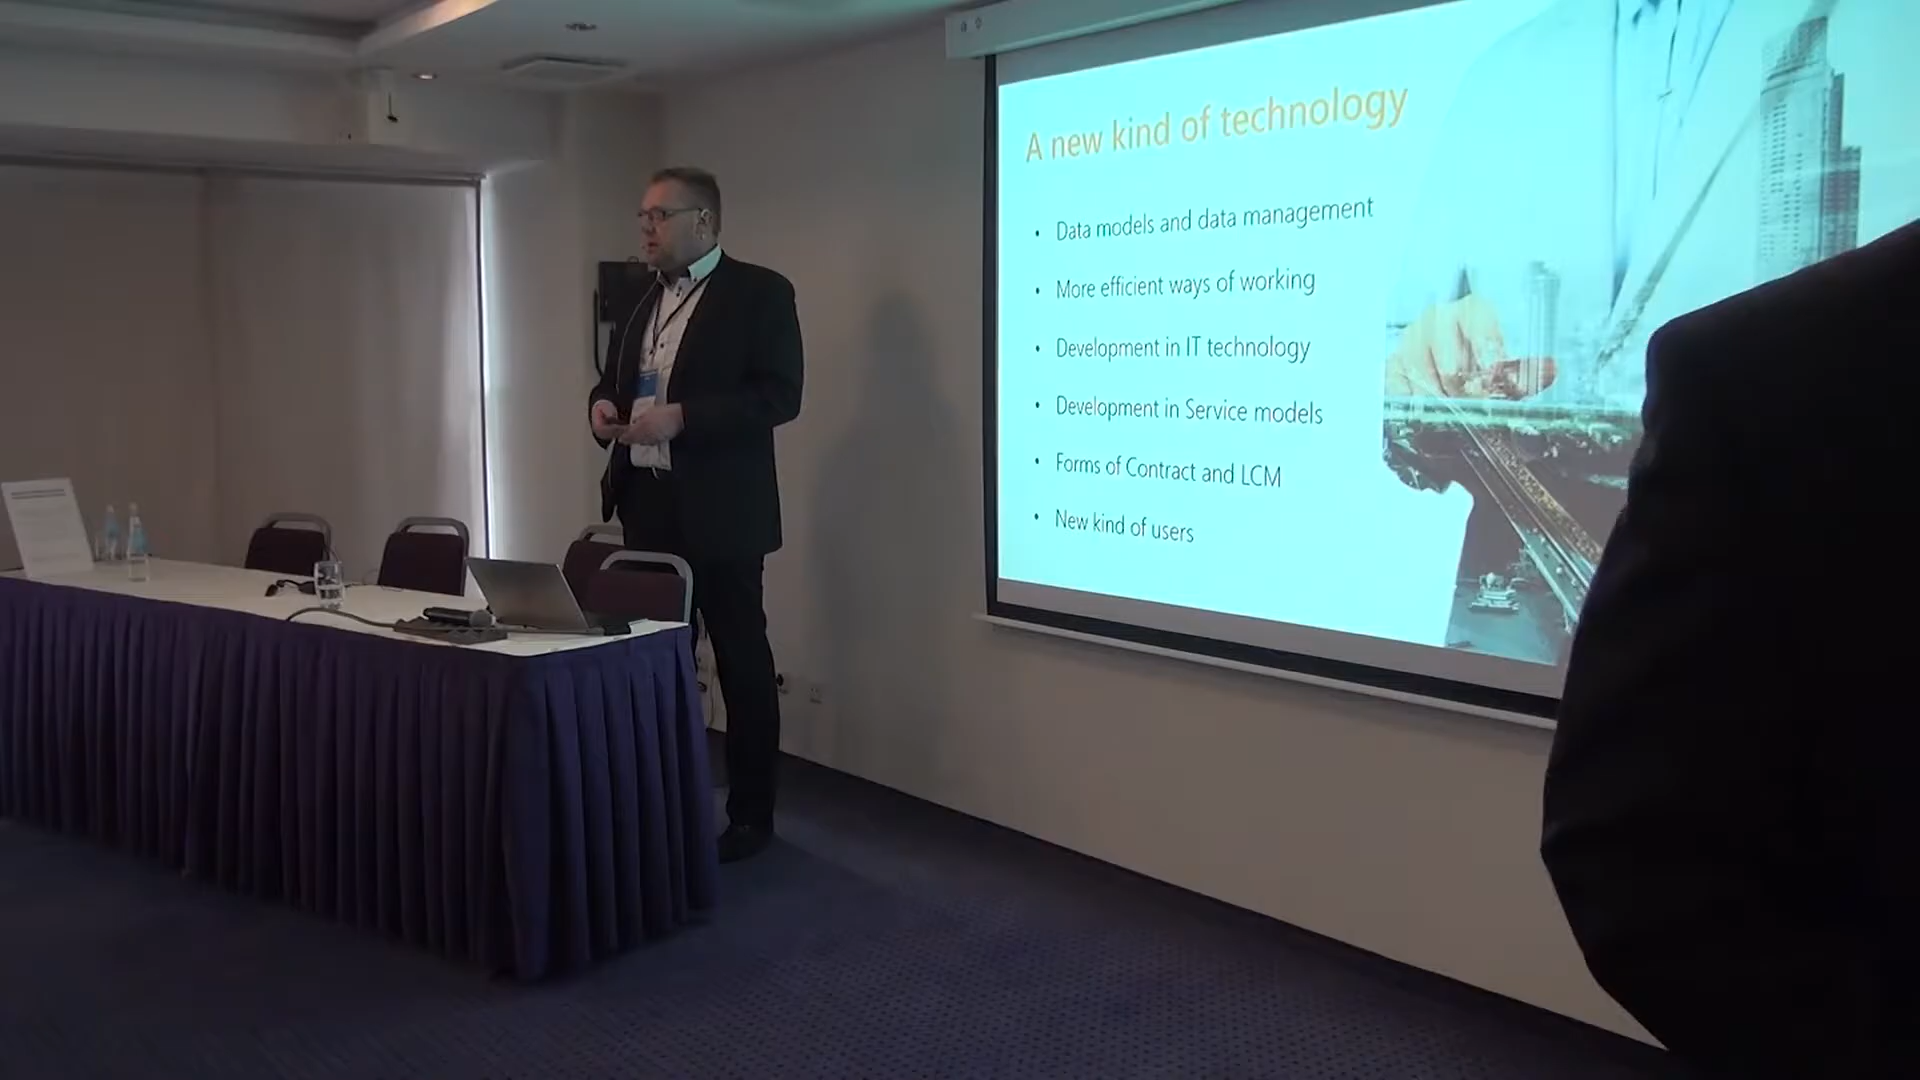 A new kind of technology
• Data models and data management
• More efficient ways of working
• Development in IT technology
• Development in Service models
• Forms of Contract and LCM
• New kind of users